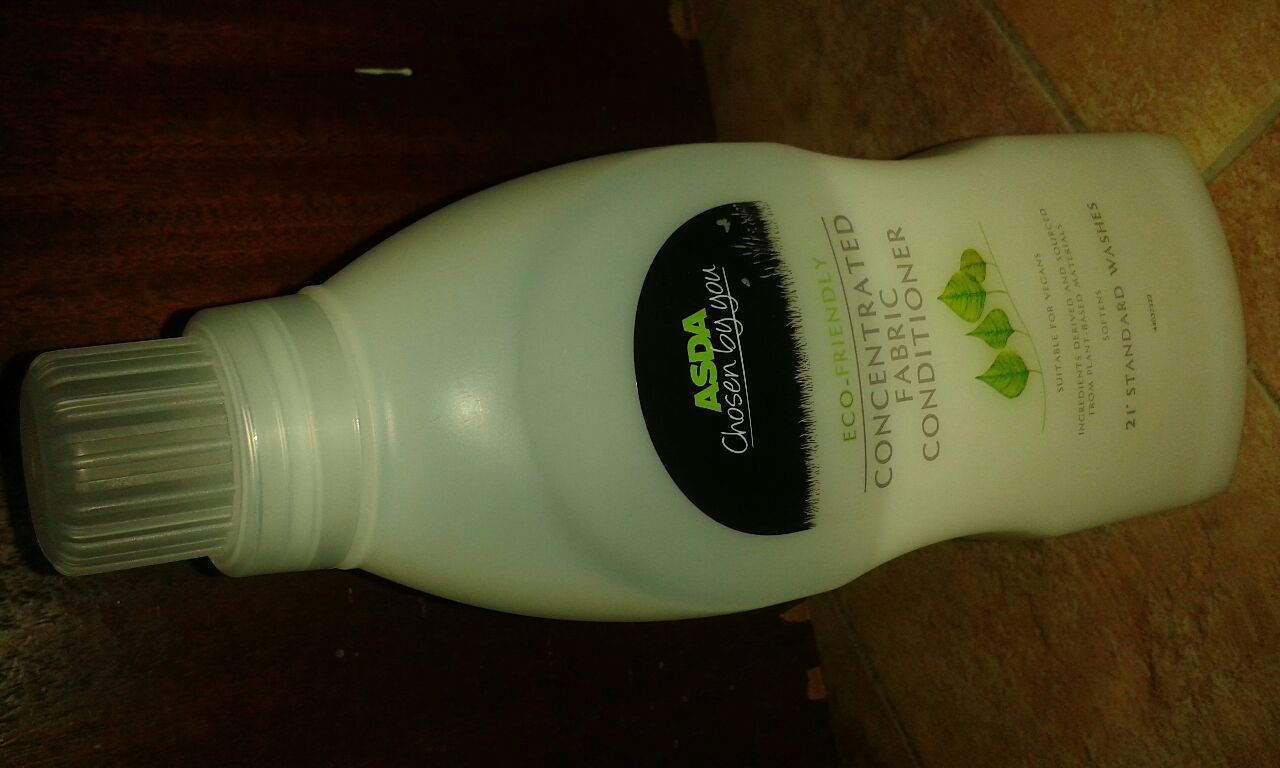 ASDA
Chosen by you
ECO-FRIENDLY
CONCENTRATED
FABRIC
CONDITIONER
SUITABLE FOR VEGANS
INGREDIENTS DERIVED AND SOURCED
FROM PLANT-BASED MATERIALS
SOFTENS
21* STANDARD WASHES